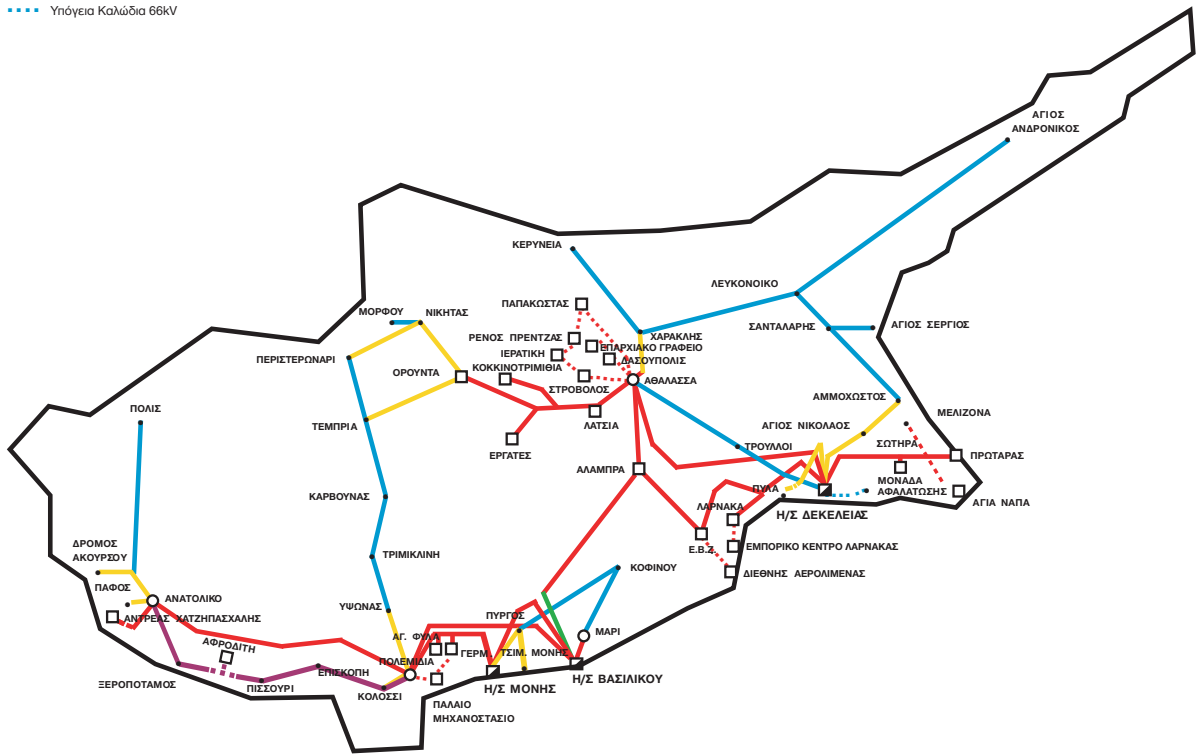 Υπόγεια Καλώδια 66kV
ΑΓΙΟΣ
ΑΝΔΡΟΝΙΚΟΣ
ΚΕΡΥΝΕΙΑ
ΛΕΥΚΟΝΟΙΚΟ
ΠΑΠΑΚΩΣΤΑΣ
ΜΟΡΦΟΥ
ΝΙΚΗΤΑΣ
ΣΑΝΤΑΛΑΡΗΣ
ΑΓΙΟΣ ΣΕΡΓΙΟΣ
ΡΕΝΟΣ ΠΡΕΝΤΖΑΣ
ΧΑΡΑΚΛΗΣ
ΕΠΑΡΧΙΑΚΟ ΓΡΑΦΕΙΟ
ΙΕΡΑΤΙΚΗ
ΠΕΡΙΣΤΕΡΩΝΑΡΙ
ΔΑΣΟΥΠΟΛΙΣ
ΚΟΚΚΙΝΟΤΡΙΜΙΘΙΑ
ΟΡΟΥΝΤΑ
ΑΘΑΛΑΣΣΑ
ΣΤΡΟΒΟΛΟΣ
ΑΜΜΟΧΩΣΤΟΣ
ΜΕΛΙΖΟΝΑ
ΠΟΛΙΣ
ΛΑΤΣΙΑ
ΤΕΜΠΡΙΑ
ΑΓΙΟΣ ΝΙΚΟΛΑΟΣ
ΣΩΤΗΡΑ
ΤΡΟΥΛΛΟΙ
ΕΡΓΑΤΕΣ
ΠΡΩΤΑΡΑΣ
ΑΛΑΜΠΡΑ
ΜΟΝΑΔΑ
ΑΦΑΛΑΤΩΣΗΣ
ΠΥΛΑ
ΚΑΡΒΟΥΝΑΣ
ΑΓΙΑ ΝΑΠΑ
ΛΑΡΝΑΚΑ
Η/Σ ΔΕΚΕΛΕΙΑΣ
ΔΡΟΜΟΣ
ΑΚΟΥΡΣΟΥ
ΤΡΙΜΙΚΛΙΝΗ
Ε.Β.Ζ.
ΕΜΠΟΡΙΚΟ ΚΕΝΤΡΟ ΛΑΡΝΑΚΑΣ
ΚΟΦΙΝΟΥ
ΔΙΕΘΝΗΣ ΑΕΡΟΛΙΜΕΝΑΣ
ΠΑΦΟΣ
ΑΝΑΤΟΛΙΚΟ
ΥΨΩΝΑΣ
ΑΝΤΡΕΑΣ ΧΑΤΖΗΠΑΣΧΑΛΗΣ
ΠΥΡΓΟΣ
ΜΑΡΙ
ΑΦΡΟΔΙΤΗ
ΑΓ. ΦΥΛΑ
ΓΕΡΜ.
ΤΣΙΜ. ΜΟΝΗΣ
ΠΟΛΕΜΙΔΙΑ
ΕΠΙΣΚΟΠΗ
Η/Σ ΒΑΣΙΛΙΚΟΥ
ΞΕΡΟΠΟΤΑΜΟΣ
ΠΙΣΣΟΥΡΙ
ΚΟΛΟΣΣΙ
Η/Σ ΜΟΝΗΣ
ΠΑΛΑΙΟ
ΜΗΧΑΝΟΣΤΑΣΙΟ